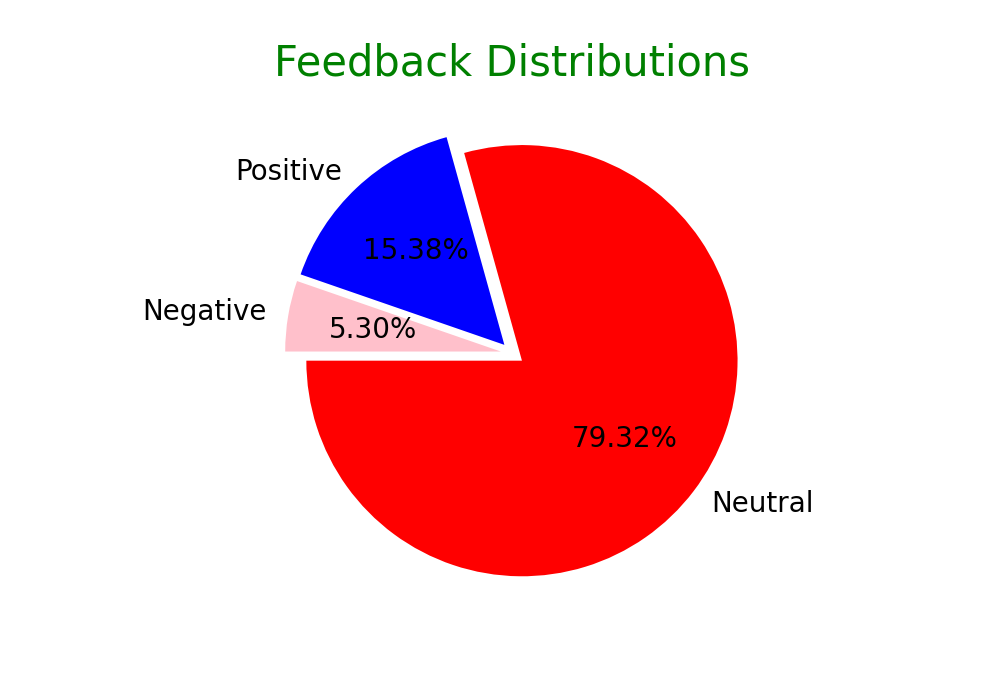 Feedback Distributions
Positive
15.38%
Negative
5.30%
79.32%
Neutral